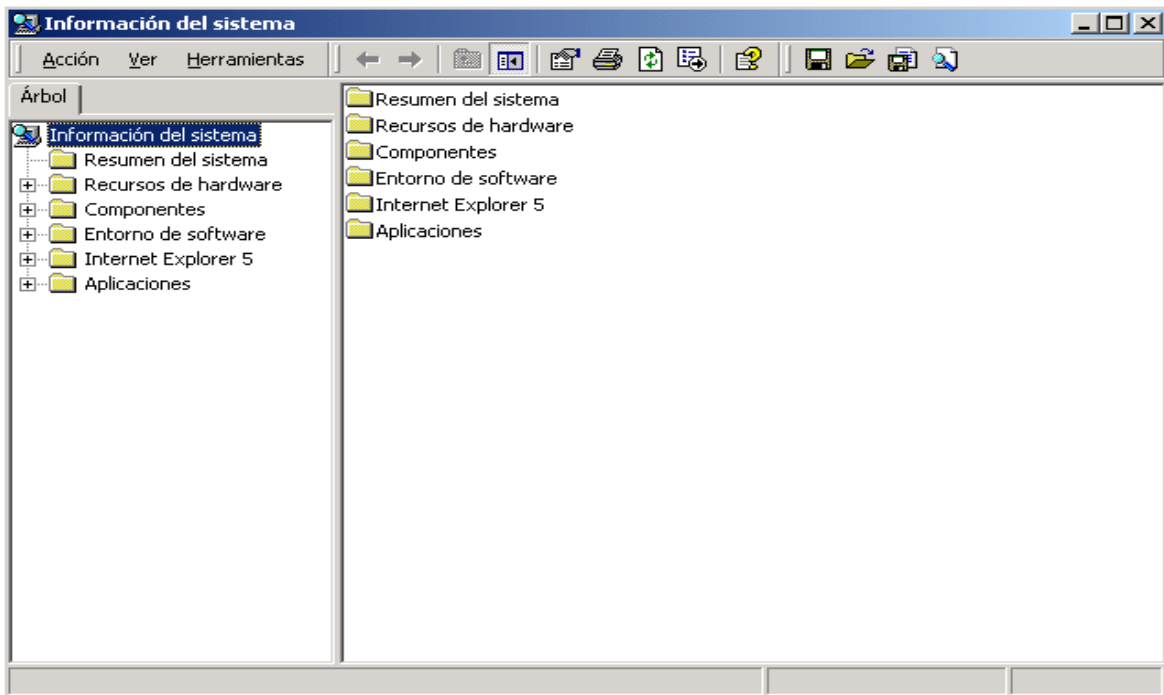 Información del sistema
Acción Ver Herramientas
Árbol
Información del sistema
Resumen del sistema
Recursos de hardware
Componentes
Entorno de software
Internet Explorer 5
Aplicaciones
Resumen del sistema
Recursos de hardware
Componentes
Entorno de software
Internet Explorer 5
Aplicaciones